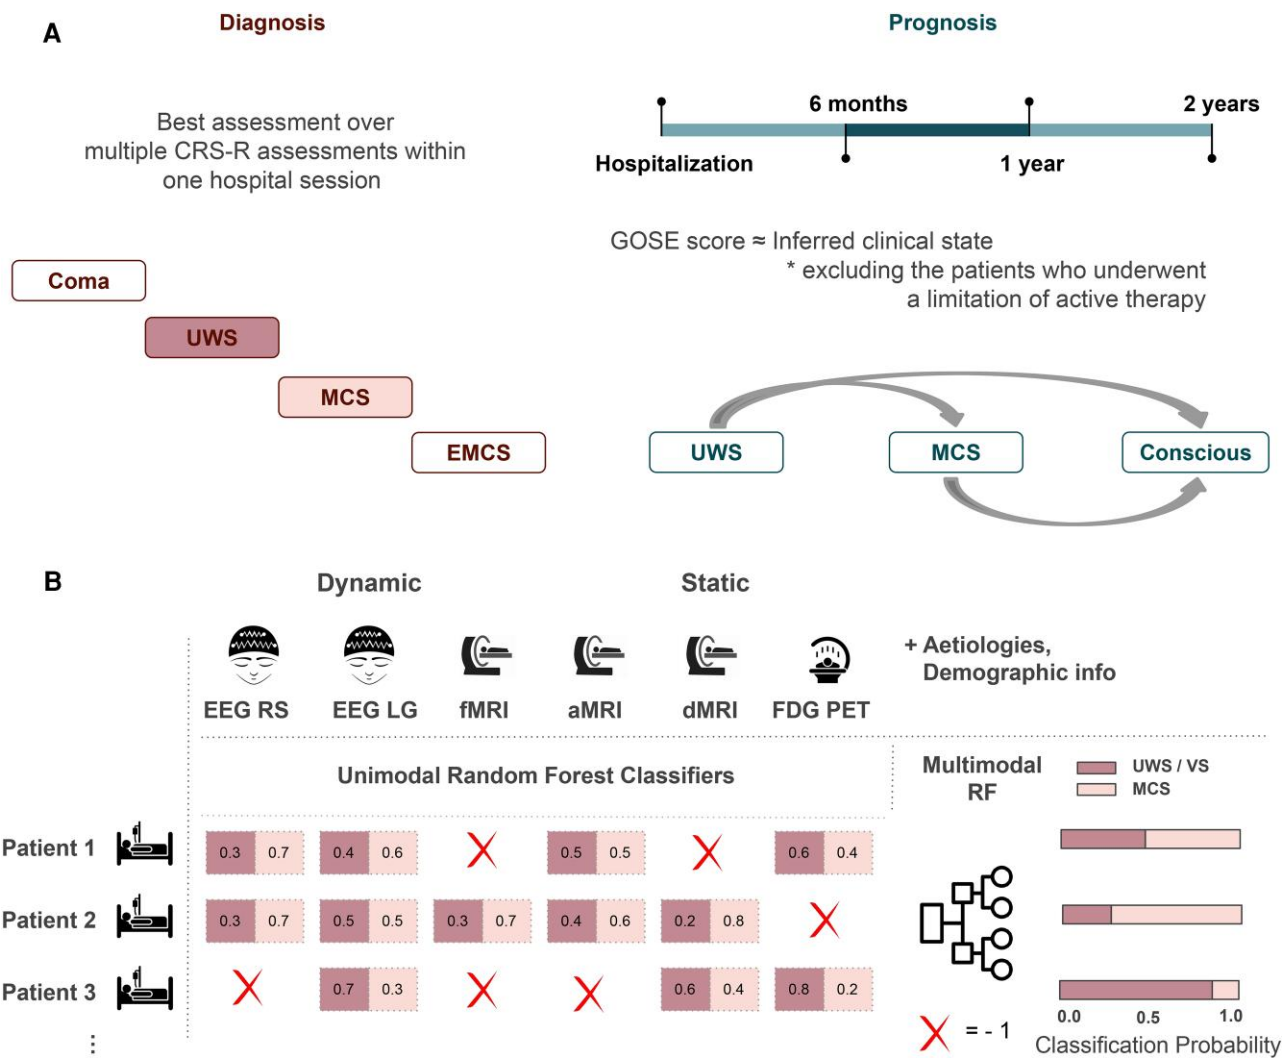 A
Diagnosis
Prognosis
Best assessment over
multiple CRS-R assessments within
one hospital session
6 months
2 years
Hospitalization
1 year
GOSE score ≈ Inferred clinical state
* excluding the patients who underwent
a limitation of active therapy
Coma
UWS
MCS
EMCS
UWS
MCS
Conscious
B
Dynamic
Static
+ Aetiologies,
Demographic info
EEG RS
EEG LG
fMRI
aMRI
dMRI
FDG PET
Unimodal Random Forest Classifiers
Multimodal
RF
UWS / VS
MCS
Patient 1
0.3 0.7
0.4 0.6
X
0.5 0.5
X
0.6 0.4
Patient 2
0.3 0.7
0.5 0.5
0.3 0.7
0.4 0.6
0.2 0.8
X
Patient 3
X
0.7 0.3
X
X
0.6 0.4
0.8 0.2
⋮
X = - 1
0.0 0.5 1.0
Classification Probability